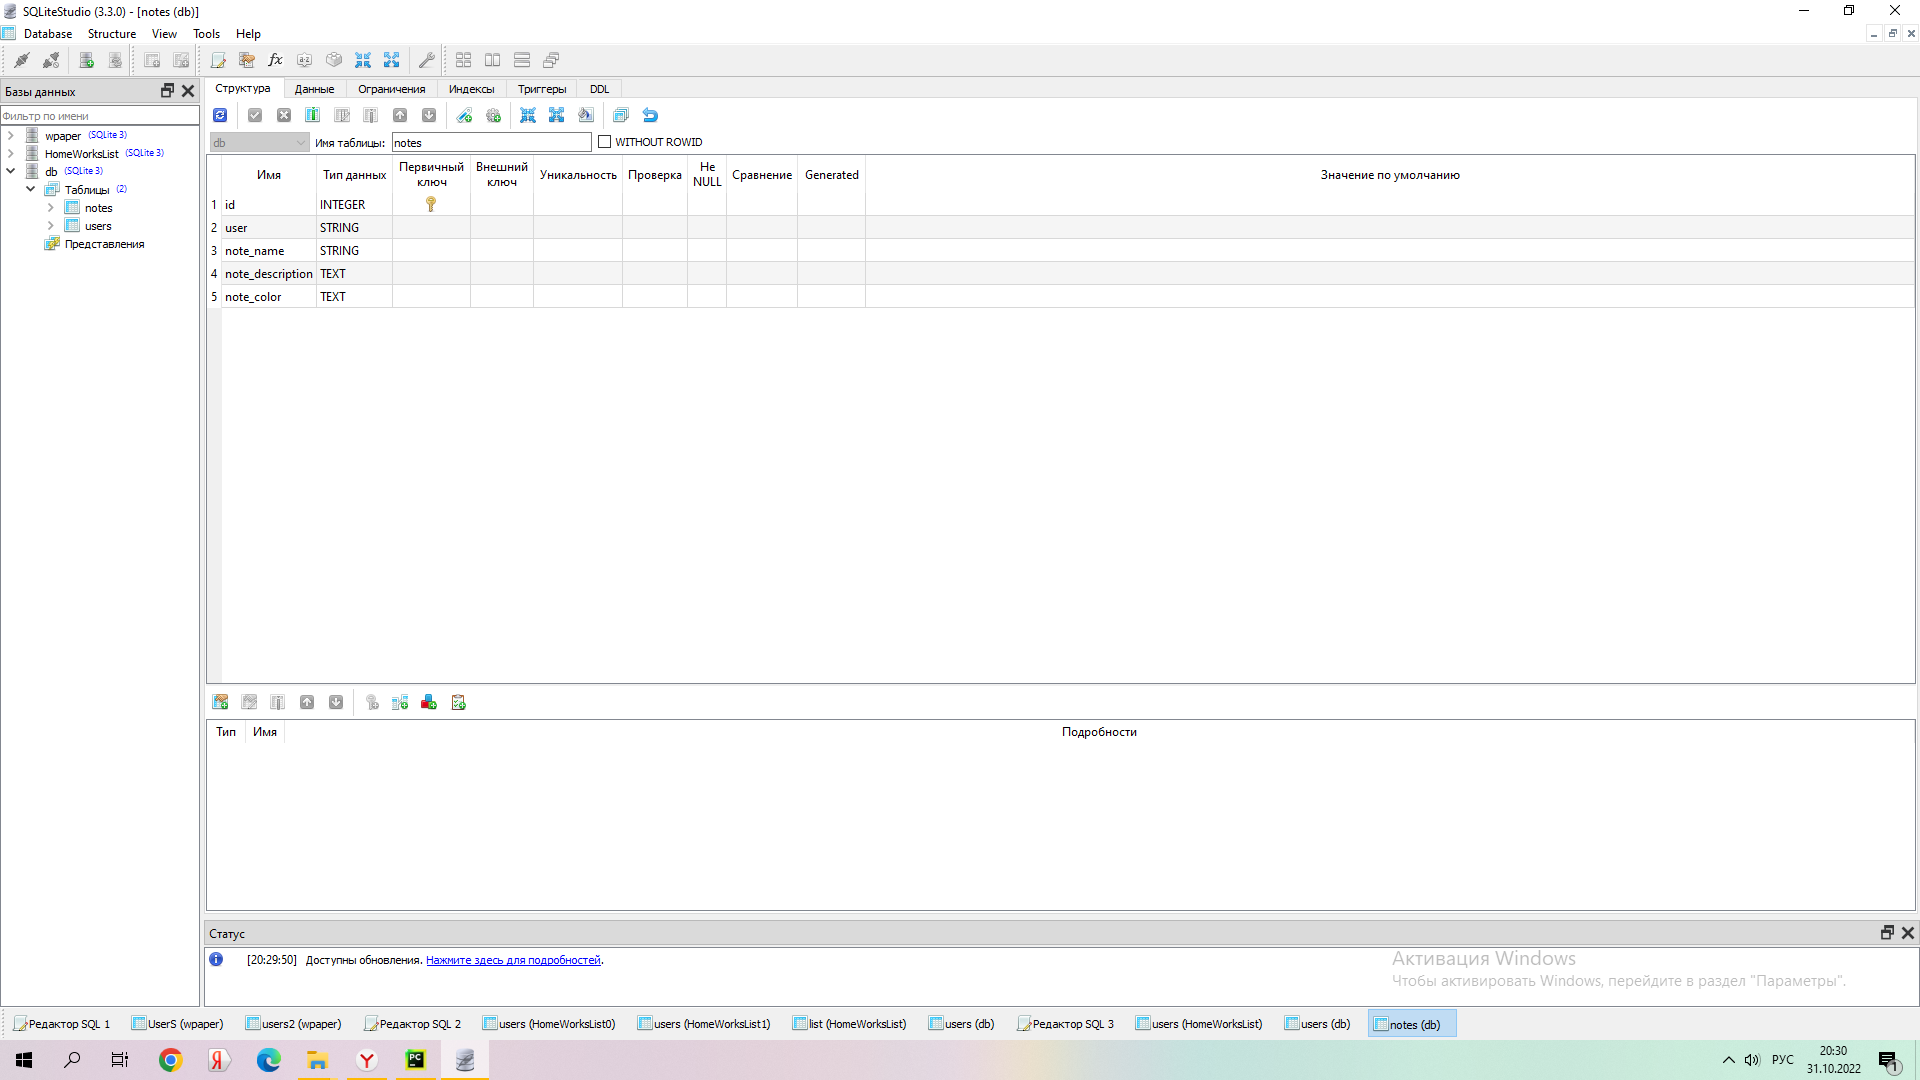 SQLiteStudio (3.3.0) - [notes (db)]
Database Structure View Tools Help
Базы данных
Фильтр по имени
wpaper (SQLite 3)
HomeWorksList (SQLite 3)
db (SQLite 3)
Таблицы (2)
notes
users
Представления
Структура Данные Ограничения Индексы Триггеры DDL
db Имя таблицы: notes WITHOUT ROWID
Имя Тип данных Первичный ключ Внешний ключ Уникальность Проверка Не NULL Сравнение Generated Значение по умолчанию
1 id INTEGER
2 user STRING
3 note_name STRING
4 note_description TEXT
5 note_color TEXT
Тип Имя Подробности
Статус
[20:29:50] Доступны обновления. Нажмите здесь для подробностей.
Активация Windows
Чтобы активировать Windows, перейдите в раздел "Параметры".
Редактор SQL 1 UserS (wpaper) users2 (wpaper) Редактор SQL 2 users (HomeWorksList0) users (HomeWorksList1) list (HomeWorksList) users (db) Редактор SQL 3 users (HomeWorksList) users (db) notes (db)
РУС 20:30
31.10.2022
1